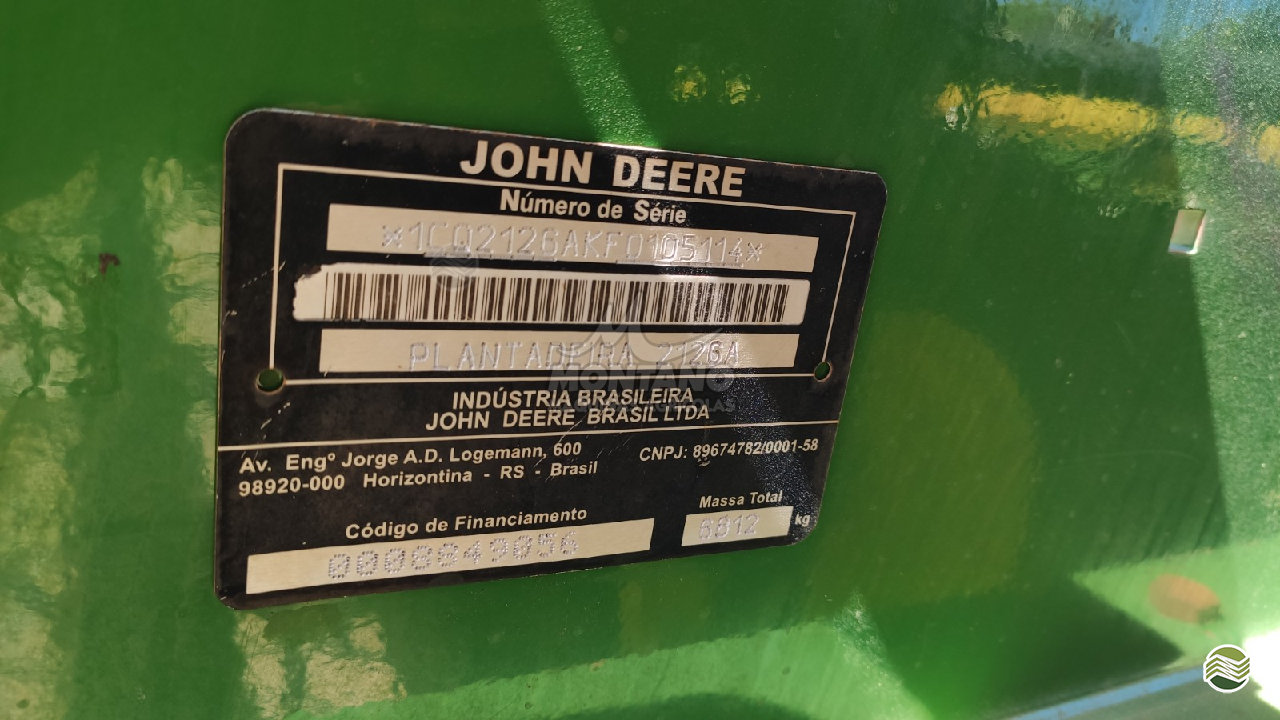 JOHN DEERE
Número de Série
*1CQ2126AKF0105114*
PLANTADEIRA 2126A
MONTANO
INDÚSTRIA BRASILEIRA
JOHN DEERE BRASIL LTDA
Av. Engº Jorge A.D. Logemann, 600
CNPJ: 89674782/0001-58
98920-000 Horizontina - RS - Brasil
Código de Financiamento
Massa Total
kg